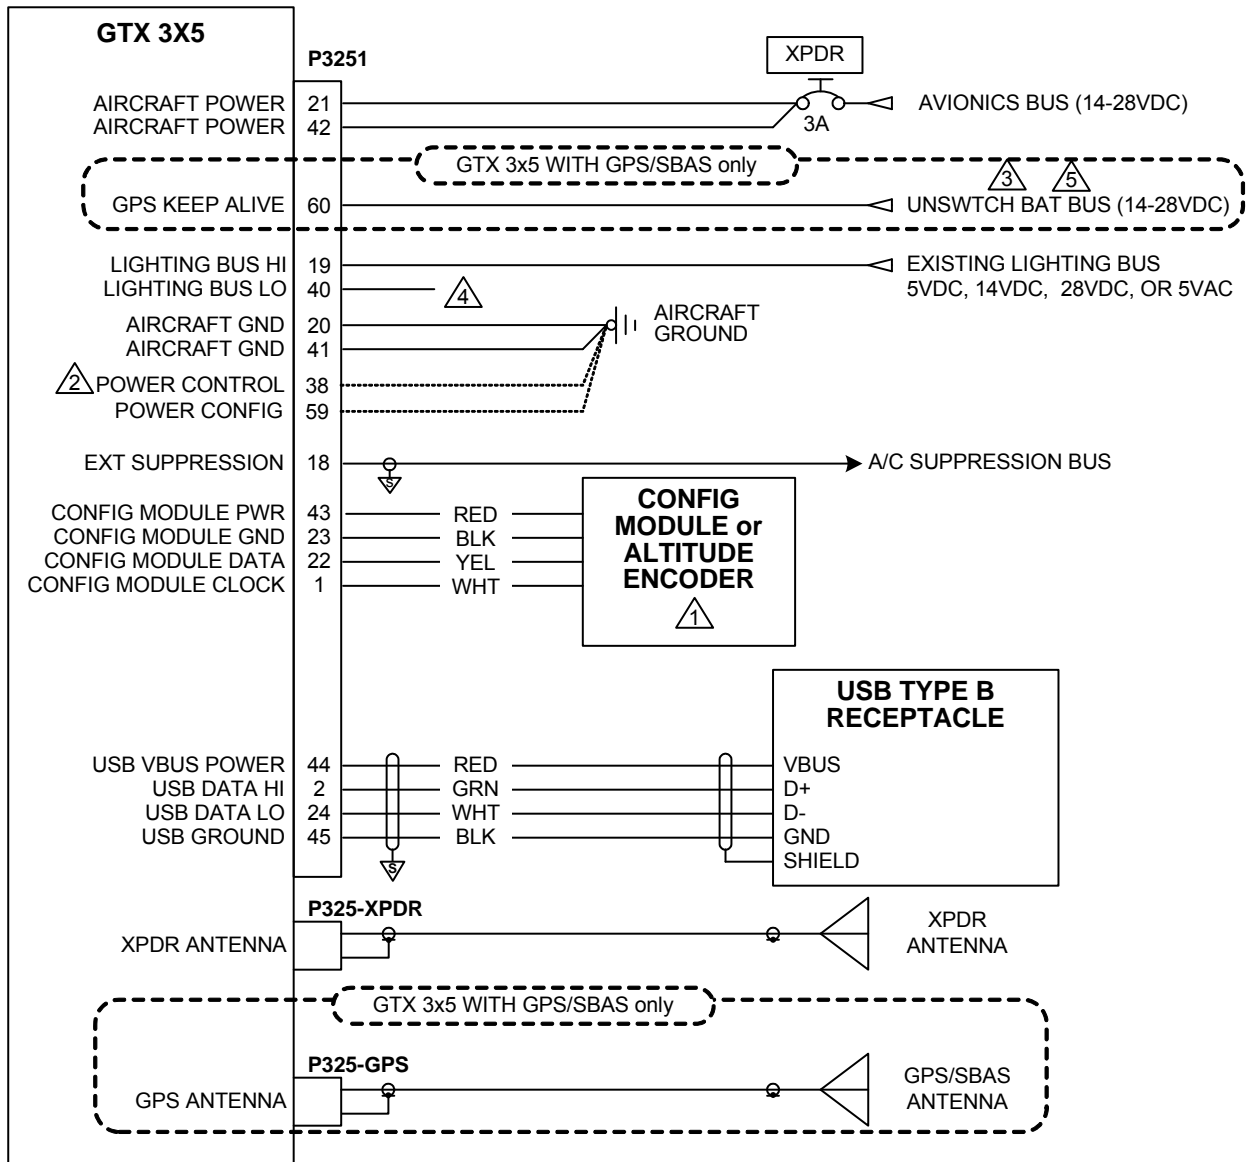 GTX 3X5
P3251
XPDR
AIRCRAFT POWER 21
AVIONICS BUS (14-28VDC)
AIRCRAFT POWER 42
3A
GTX 3x5 WITH GPS/SBAS only
3 5
GPS KEEP ALIVE 60 UNSWTCH BAT BUS (14-28VDC)
LIGHTING BUS HI 19 EXISTING LIGHTING BUS
LIGHTING BUS LO 40 4 5VDC, 14VDC, 28VDC, OR 5VAC
AIRCRAFT GND 20 AIRCRAFT
AIRCRAFT GND 41 GROUND
2 POWER CONTROL 38
POWER CONFIG 59
EXT SUPPRESSION 18 A/C SUPPRESSION BUS
S
CONFIG MODULE PWR 43 RED
CONFIG MODULE GND 23 BLK
CONFIG MODULE DATA 22 YEL
CONFIG MODULE CLOCK 1 WHT
CONFIG
MODULE or
ALTITUDE
ENCODER
1
USB TYPE B
RECEPTACLE
USB VBUS POWER 44 RED VBUS
USB DATA HI 2 GRN D+
USB DATA LO 24 WHT D-
USB GROUND 45 BLK GND
S SHIELD
P325-XPDR
XPDR ANTENNA
XPDR
ANTENNA
GTX 3x5 WITH GPS/SBAS only
P325-GPS
GPS ANTENNA
GPS/SBAS
ANTENNA